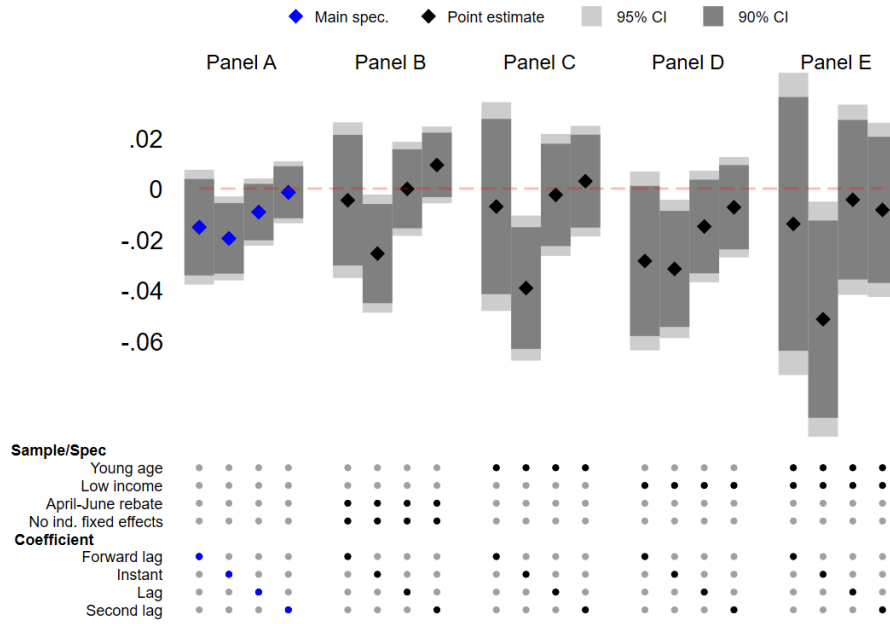 Main spec. Point estimate 95% CI 90% CI
Panel A Panel B Panel C Panel D Panel E
.02
0
-.02
-.04
-.06
Sample/Spec
Young age
Low income
April-June rebate
No ind. fixed effects
Coefficient
Forward lag
Instant
Lag
Second lag